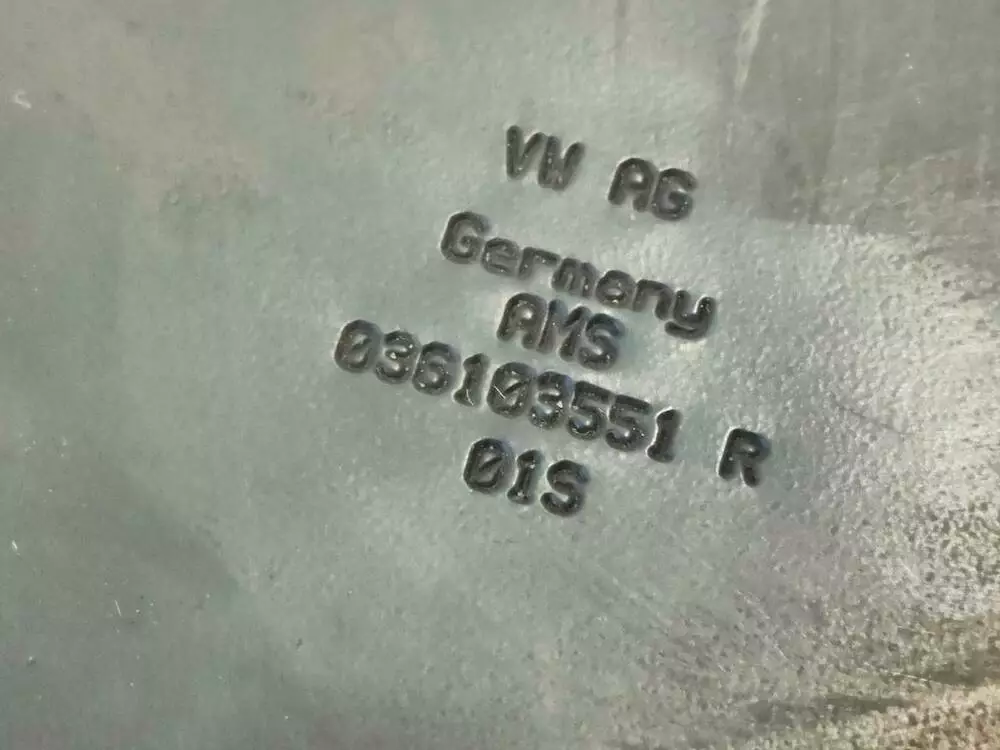 VW AG
Germany
AMS
036103551 R
01S